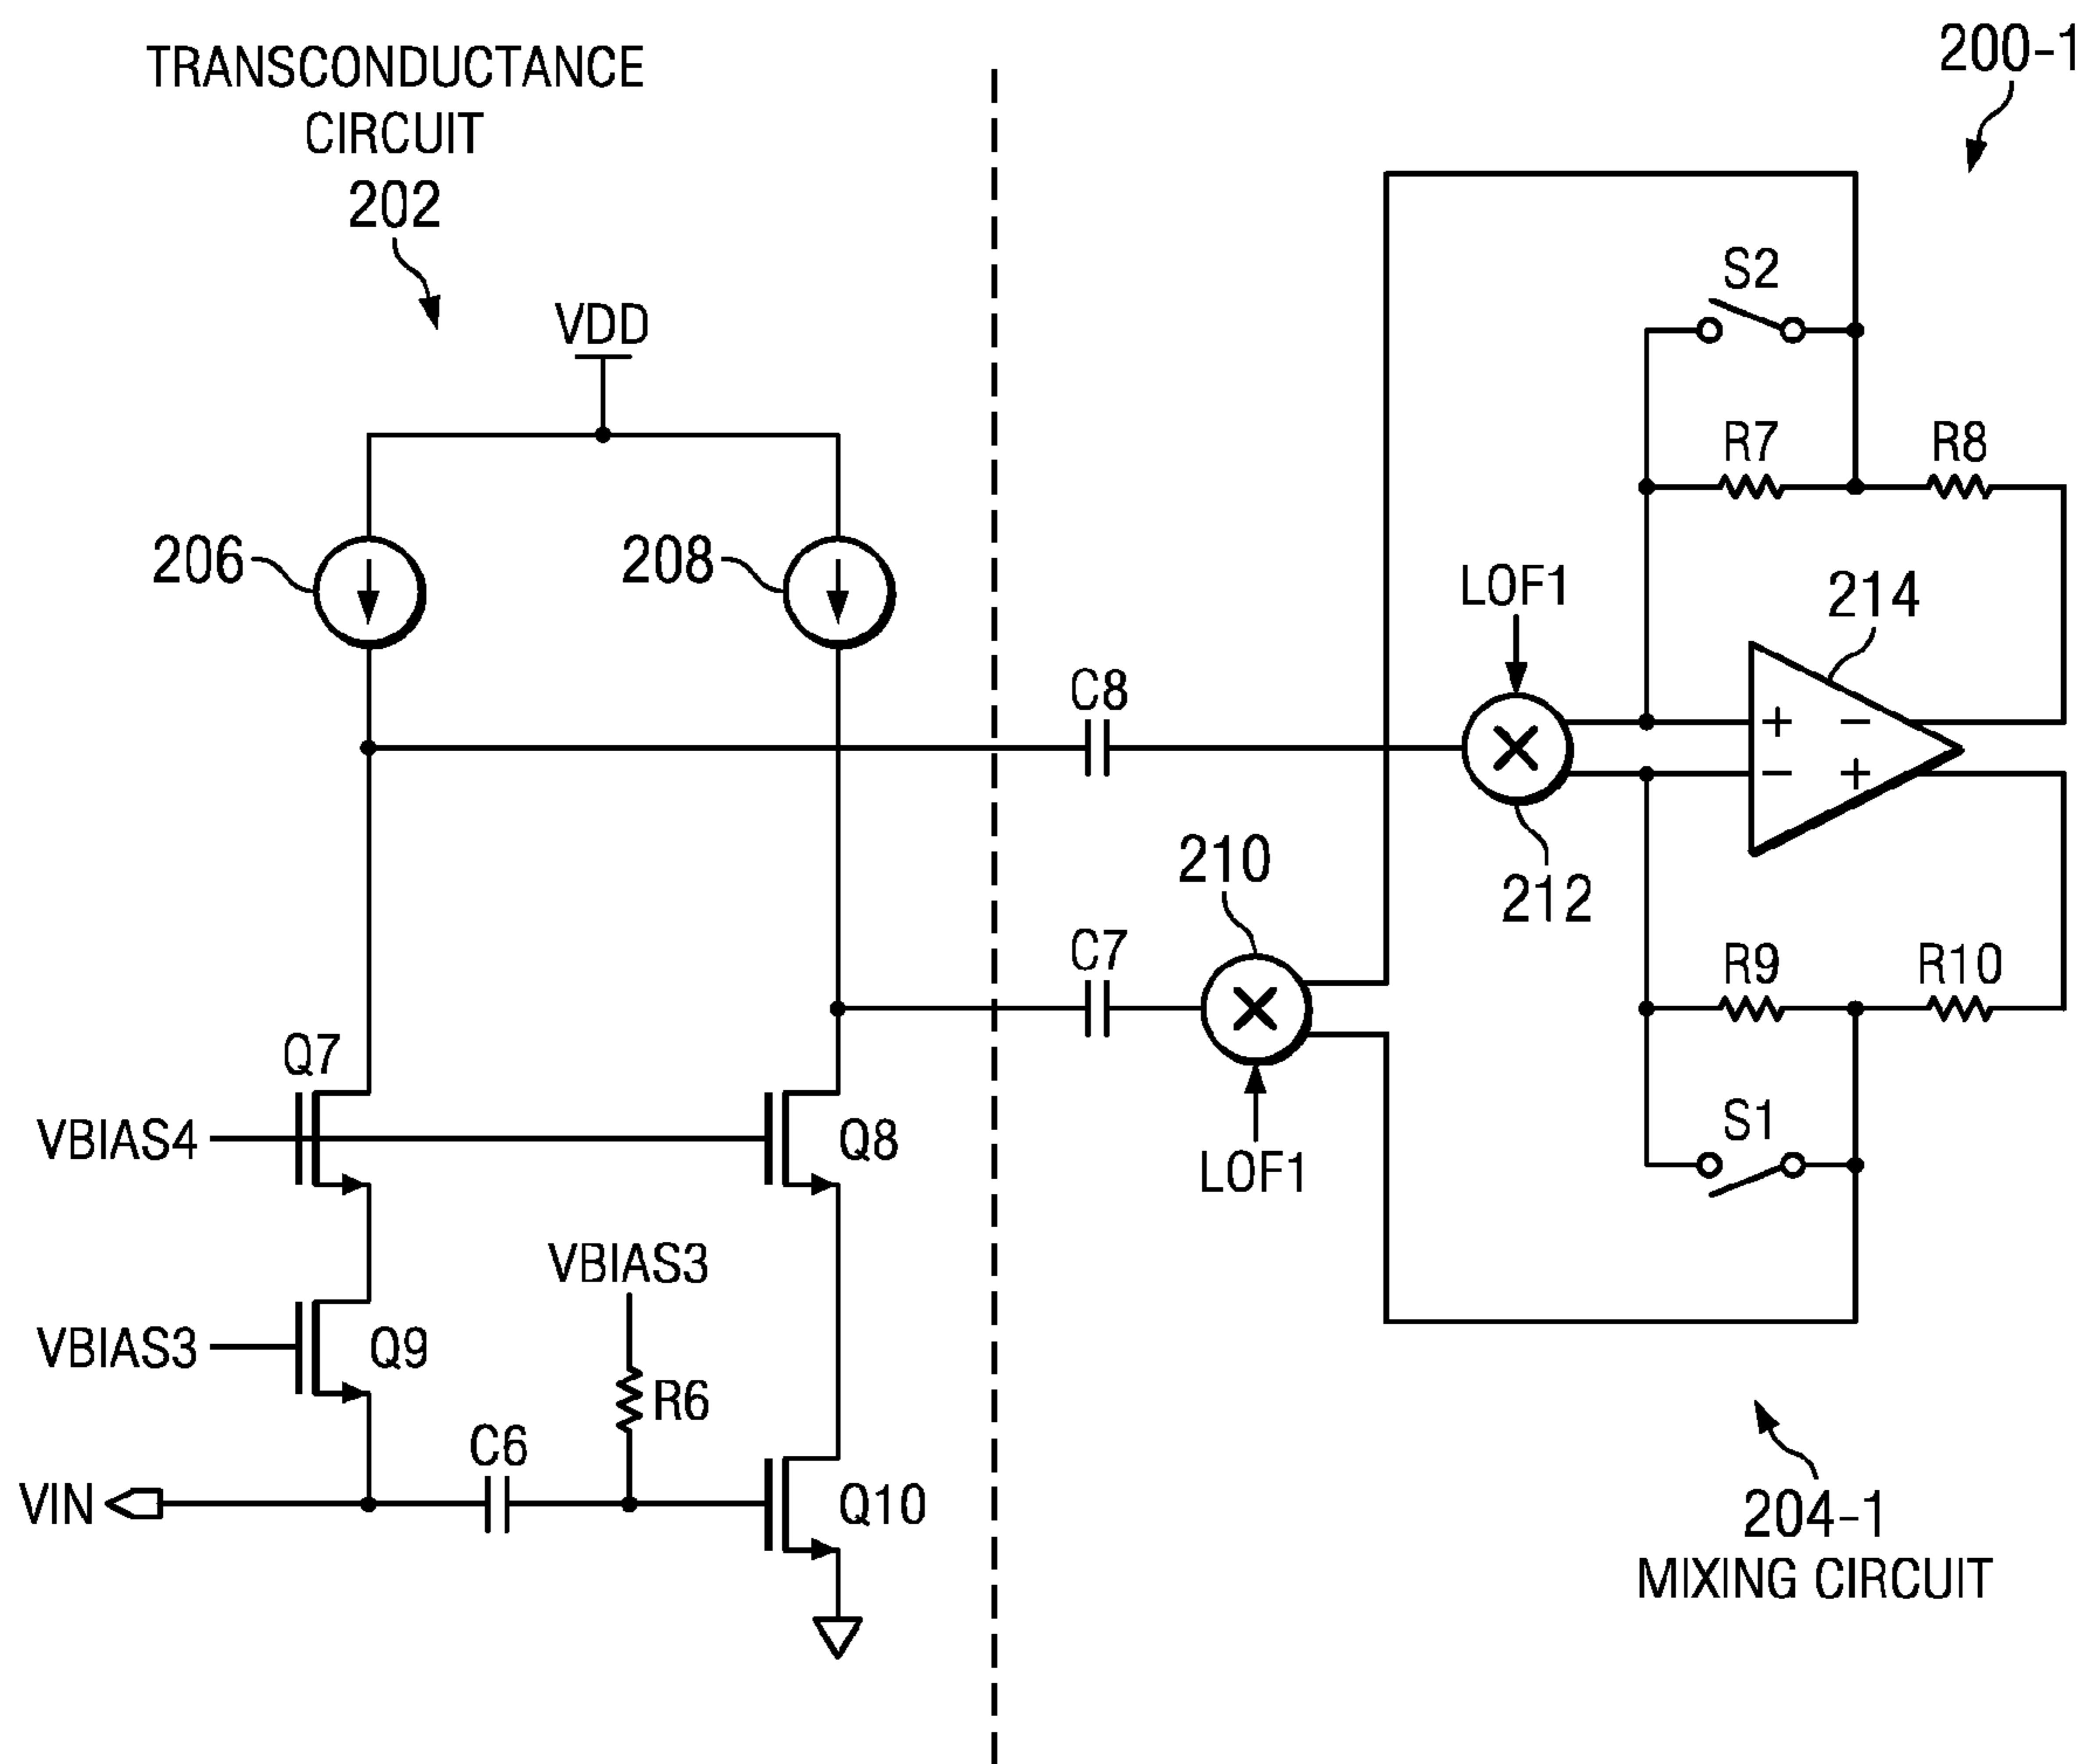 TRANSCONDUCTANCE
CIRCUIT
202
200-1
VDD
206
208
S2
R7
R8
LOF1
214
C8
+
−
−
+
212
210
C7
LOF1
R9
R10
S1
Q7
VBIAS4
Q8
VBIAS3
VBIAS3
Q9
R6
C6
VIN
Q10
204-1
MIXING CIRCUIT